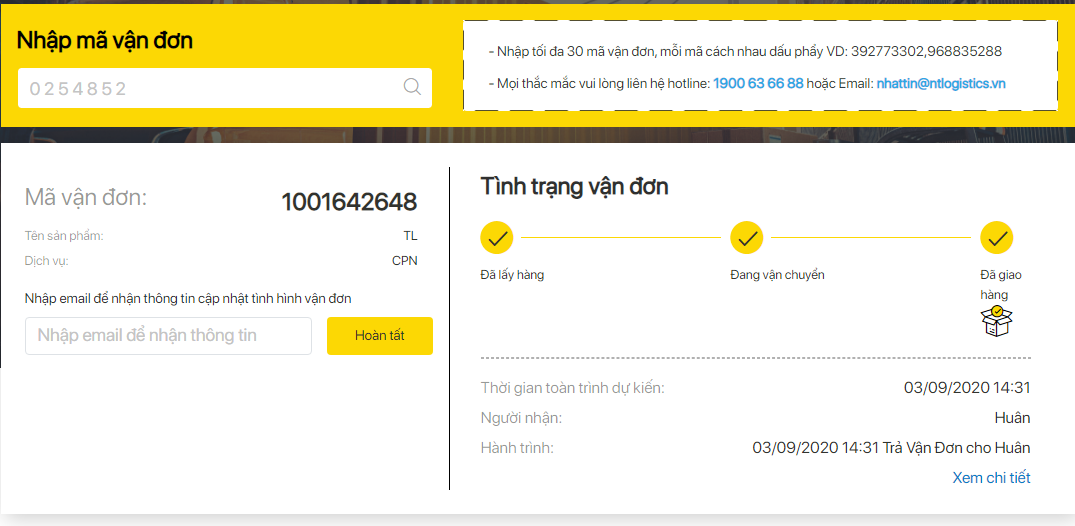 Nhập mã vận đơn
0254852
- Nhập tối đa 30 mã vận đơn, mỗi mã cách nhau dấu phẩy VD: 392773302,968835288
- Mọi thắc mắc vui lòng liên hệ hotline: 1900 63 66 88 hoặc Email: nhattin@ntlogistics.vn
Mã vận đơn: 1001642648
Tên sản phẩm: TL
Dịch vụ: CPN
Nhập email để nhận thông tin cập nhật tình hình vận đơn
Nhập email để nhận thông tin
Hoàn tất
Tình trạng vận đơn
Đã lấy hàng
Đang vận chuyển
Đã giao
hàng
Thời gian toàn trình dự kiến: 03/09/2020 14:31
Người nhận: Huân
Hành trình: 03/09/2020 14:31 Trả Vận Đơn cho Huân
Xem chi tiết